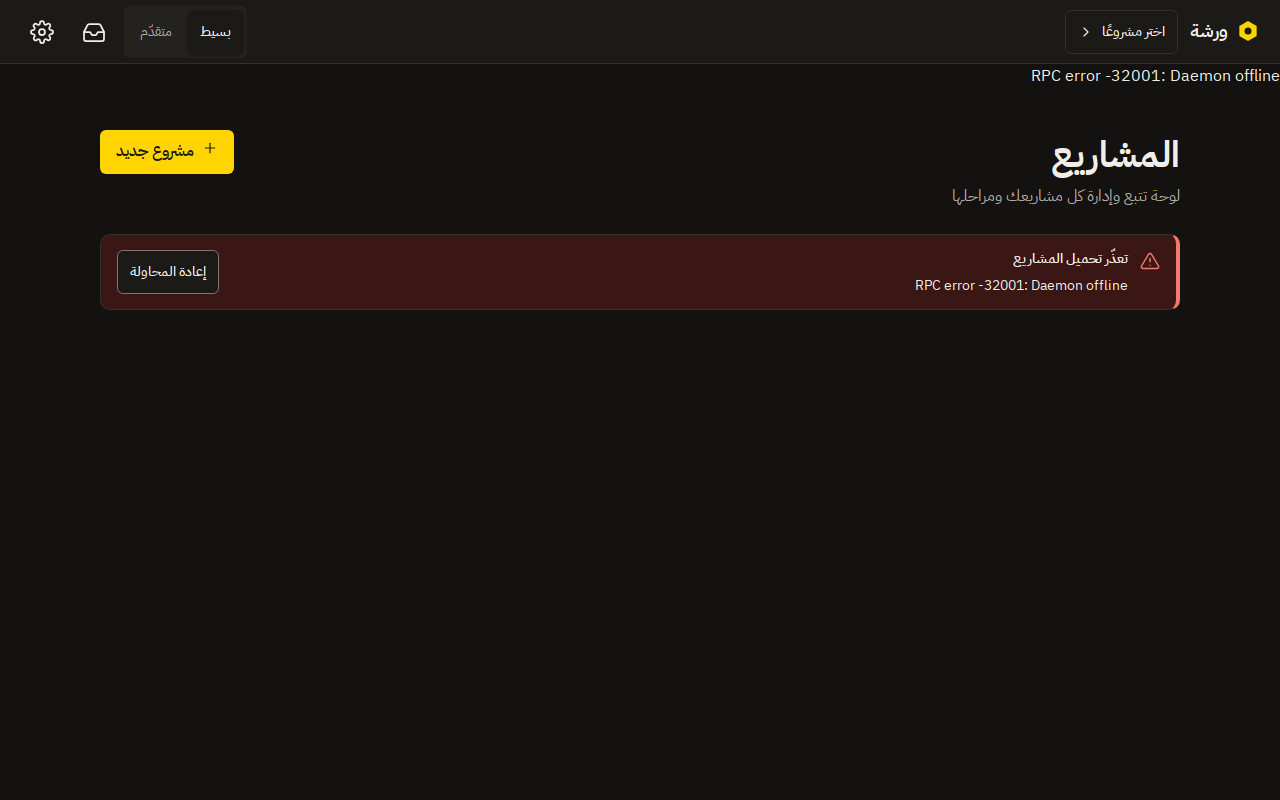 ورشة
اختر مشروعًا
بسيط
متقدّم
RPC error -32001: Daemon offline
المشاريع
لوحة تتبع وإدارة كل مشاريعك ومراحلها
مشروع جديد
تعذّر تحميل المشاريع
RPC error -32001: Daemon offline
إعادة المحاولة